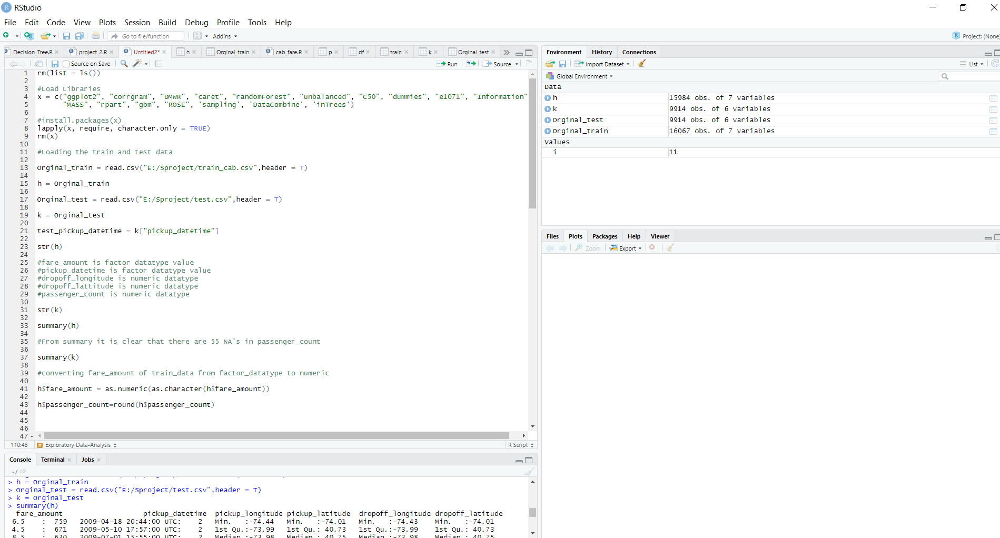 RStudio
File Edit Code View Plots Session Build Debug Profile Tools Help
Go to file/function Addins Project: (None)
Decision_Tree.R project_2.R Untitled2* h Orginal_train cab_fare.R p df train k Orginal_test
Source on Save Run Source
1 rm(list = ls())
2
3 #Load Libraries
4 x = c("ggplot2", "corrgram", "DMwR", "caret", "randomForest", "unbalanced", "C50", "dummies", "e1071", "Information"
5 "MASS", "rpart", "gbm", "ROSE", 'sampling', 'DataCombine', 'inTrees')
6
7 #install.packages(x)
8 lapply(x, require, character.only = TRUE)
9 rm(x)
10
11 #Loading the train and test data
12
13 Orginal_train = read.csv("E:/Sproject/train_cab.csv",header = T)
14
15 h = Orginal_train
16
17 Orginal_test = read.csv("E:/Sproject/test.csv",header = T)
18
19 k = Orginal_test
20
21 test_pickup_datetime = k["pickup_datetime"]
22
23 str(h)
24
25 #fare_amount is factor datatype value
26 #pickup_datetime is factor datatype value
27 #dropoff_longitude is numeric datatype
28 #dropoff_lattitude is numeric datatype
29 #passenger_count is numeric datatype
30
31 str(k)
32
33 summary(h)
34
35 #From summary it is clear that there are 55 NA's in passenger_count
36
37 summary(k)
38
39 #converting fare_amount of train_data from factor_datatype to numeric
40
41 h$fare_amount = as.numeric(as.character(h$fare_amount))
42
43 h$passenger_count=round(h$passenger_count)
44
45
46
47
110:48 # Exploratory Data-Analysis R Script
Console Terminal Jobs
~/
> h = Orginal_train
> Orginal_test = read.csv("E:/Sproject/test.csv",header = T)
> k = Orginal_test
> summary(h)
fare_amount pickup_datetime pickup_longitude pickup_latitude dropoff_longitude dropoff_latitude
6.5 : 759 2009-04-18 20:44:00 UTC: 2 Min. :-74.44 Min. :-74.01 Min. :-74.43 Min. :-74.01
4.5 : 671 2009-05-10 17:57:00 UTC: 2 1st Qu.:-73.99 1st Qu.: 40.73 1st Qu.:-73.99 1st Qu.: 40.73
8.5 : 630 2009-07-01 15:55:00 UTC: 2 Median :-73.98 Median : 40.75 Median :-73.98 Median : 40.75
Environment History Connections
Import Dataset List
Global Environment
Data
h 15984 obs. of 7 variables
k 9914 obs. of 6 variables
Orginal_test 9914 obs. of 6 variables
Orginal_train 16067 obs. of 7 variables
Values
i 11
Files Plots Packages Help Viewer
Zoom Export